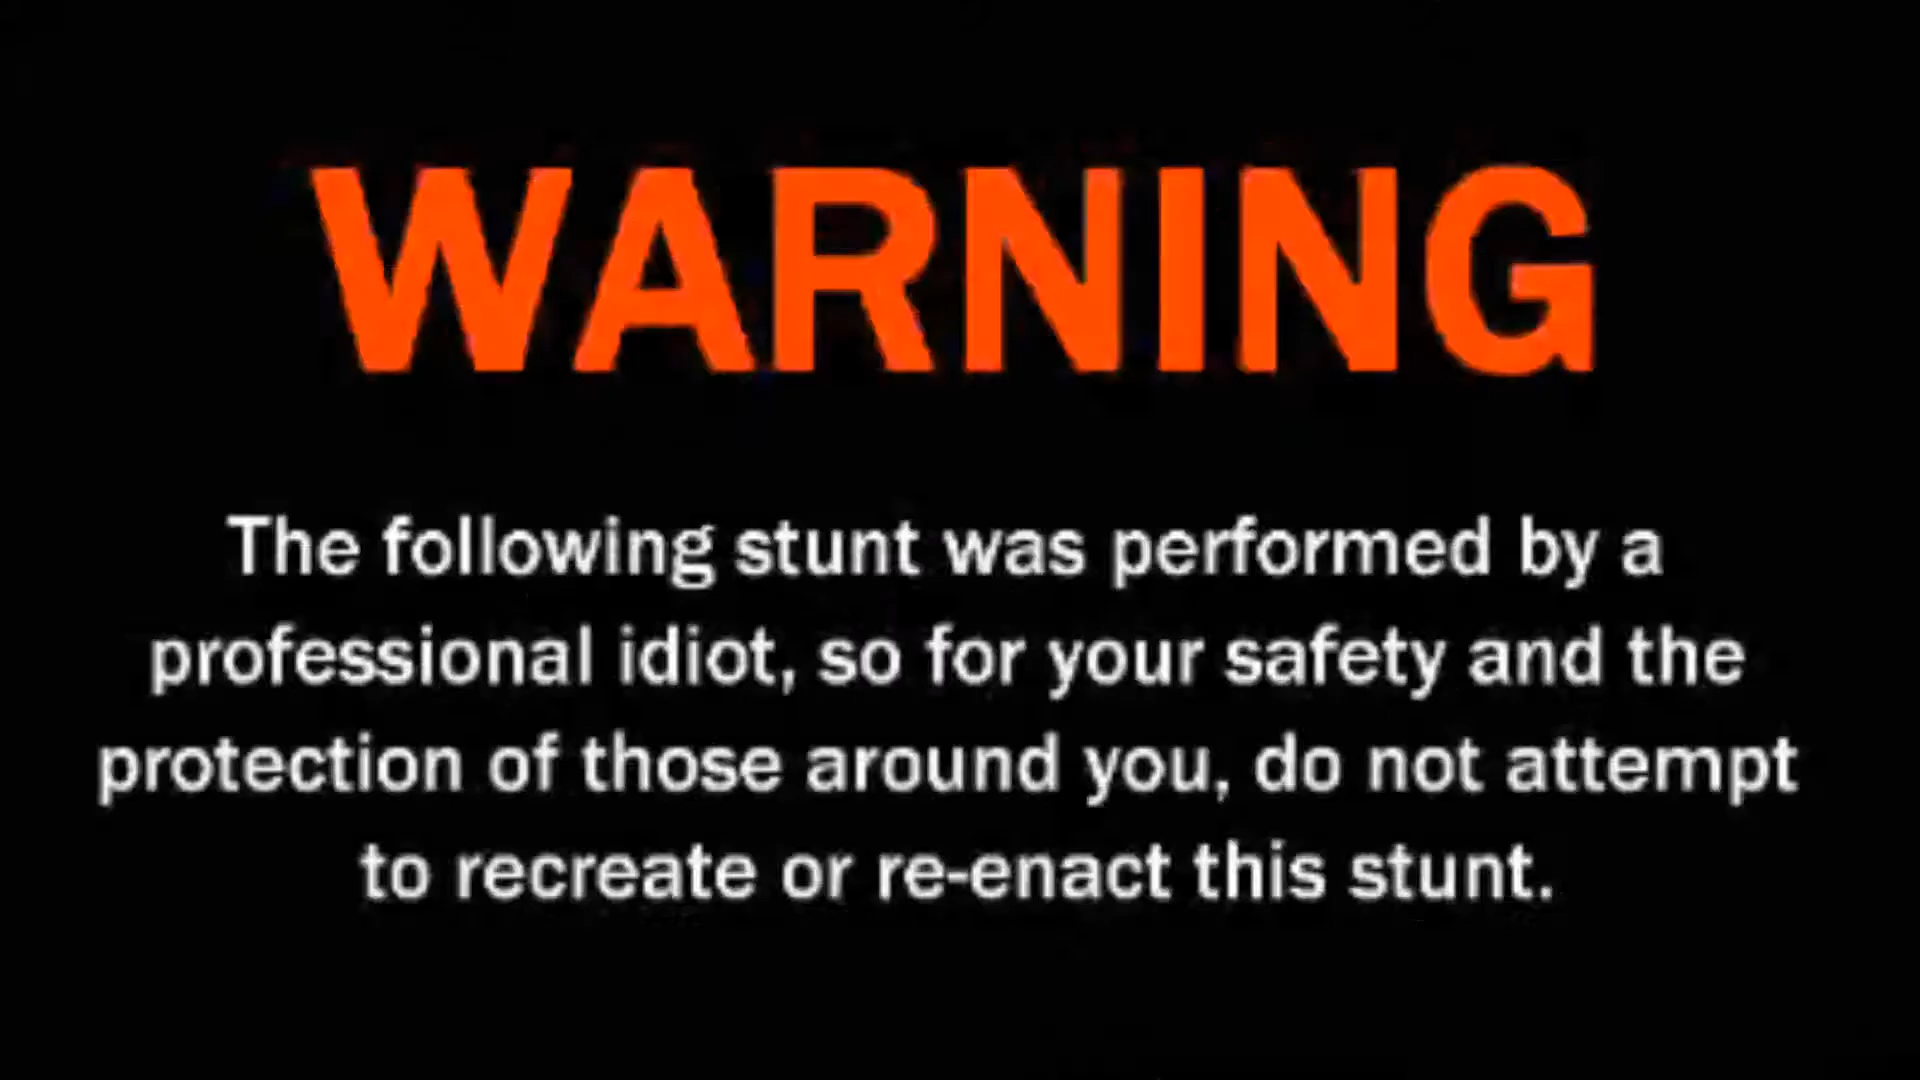 WARNING
The following stunt was performed by a
professional idiot, so for your safety and the
protection of those around you, do not attempt
to recreate or re-enact this stunt.